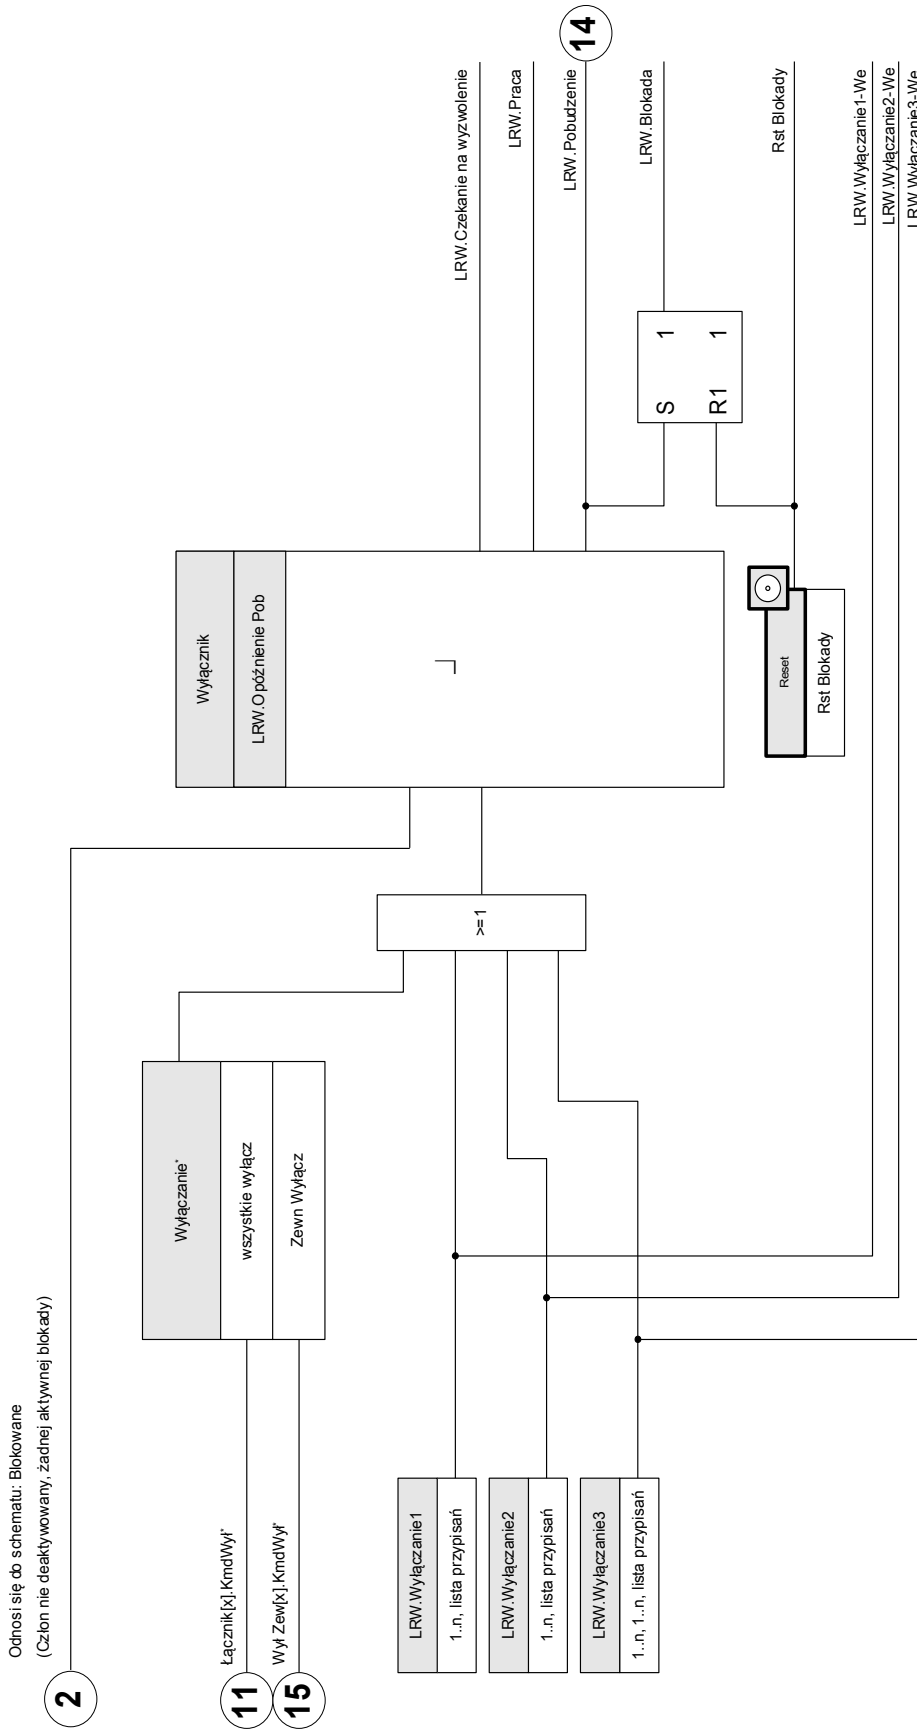 Odnosi się do schematu: Blokowane
(Człon nie deaktywowany, żadnej aktywnej blokady)
2
Łącznik[x].KmdWył*
11
Wył Zew[x].KmdWył*
15
Wyłączanie*
wszystkie wyłącz
Zewn Wyłącz
LRW.Wyłączanie1
1..n, lista przypisań
LRW.Wyłączanie2
1..n, lista przypisań
LRW.Wyłączanie3
1..n, 1..n, lista przypisań
>=1
Wyłącznik
LRW.Opóźnienie Pob
LRW.Czekanie na wyzwolenie
LRW.Praca
LRW.Pobudzenie
14
S 1
R1 1
LRW.Blokada
Reset
Rst Blokady
Rst Blokady
LRW.Wyłączanie1-We
LRW.Wyłączanie2-We
LRW.Wyłączanie3-We